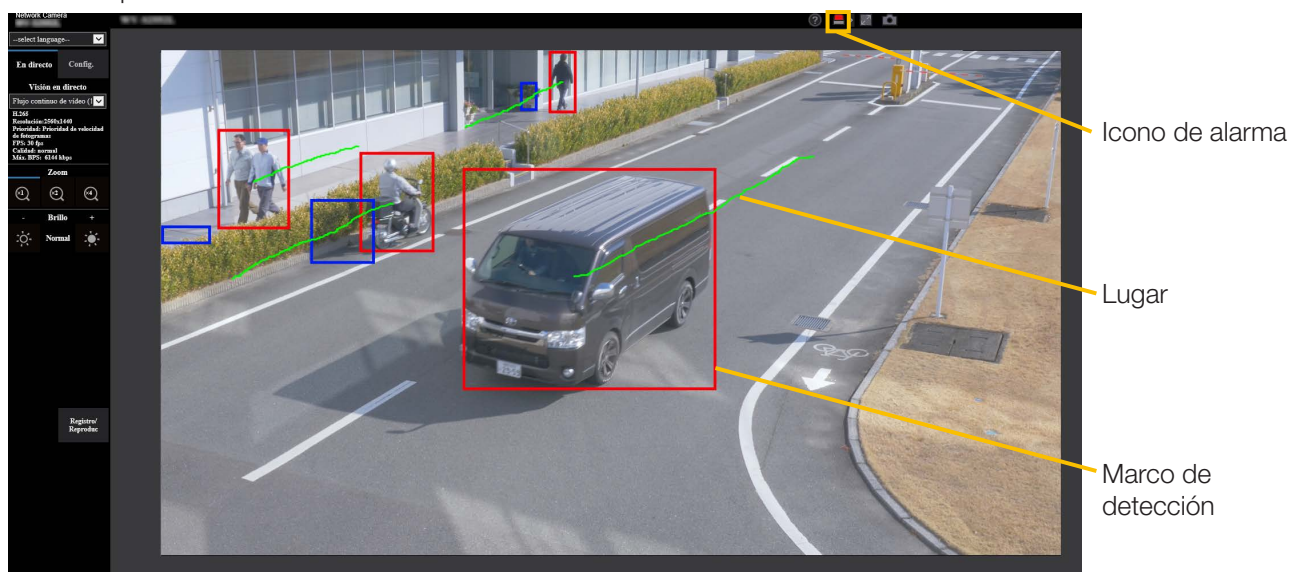 Network Camera
--select language--
En directo Config.
Visión en directo
Flujo continuo de vídeo (1
H.265
Resolución:2560x1440
Prioridad: Prioridad de velocidad
de fotogramas
FPS: 30 fps
Calidad: normal
Máx. BPS: 6144 kbps
Zoom
x1 x2 x4
- Brillo +
Normal
Registro/
Reproduc
?
Icono de alarma
Lugar
Marco de
detección